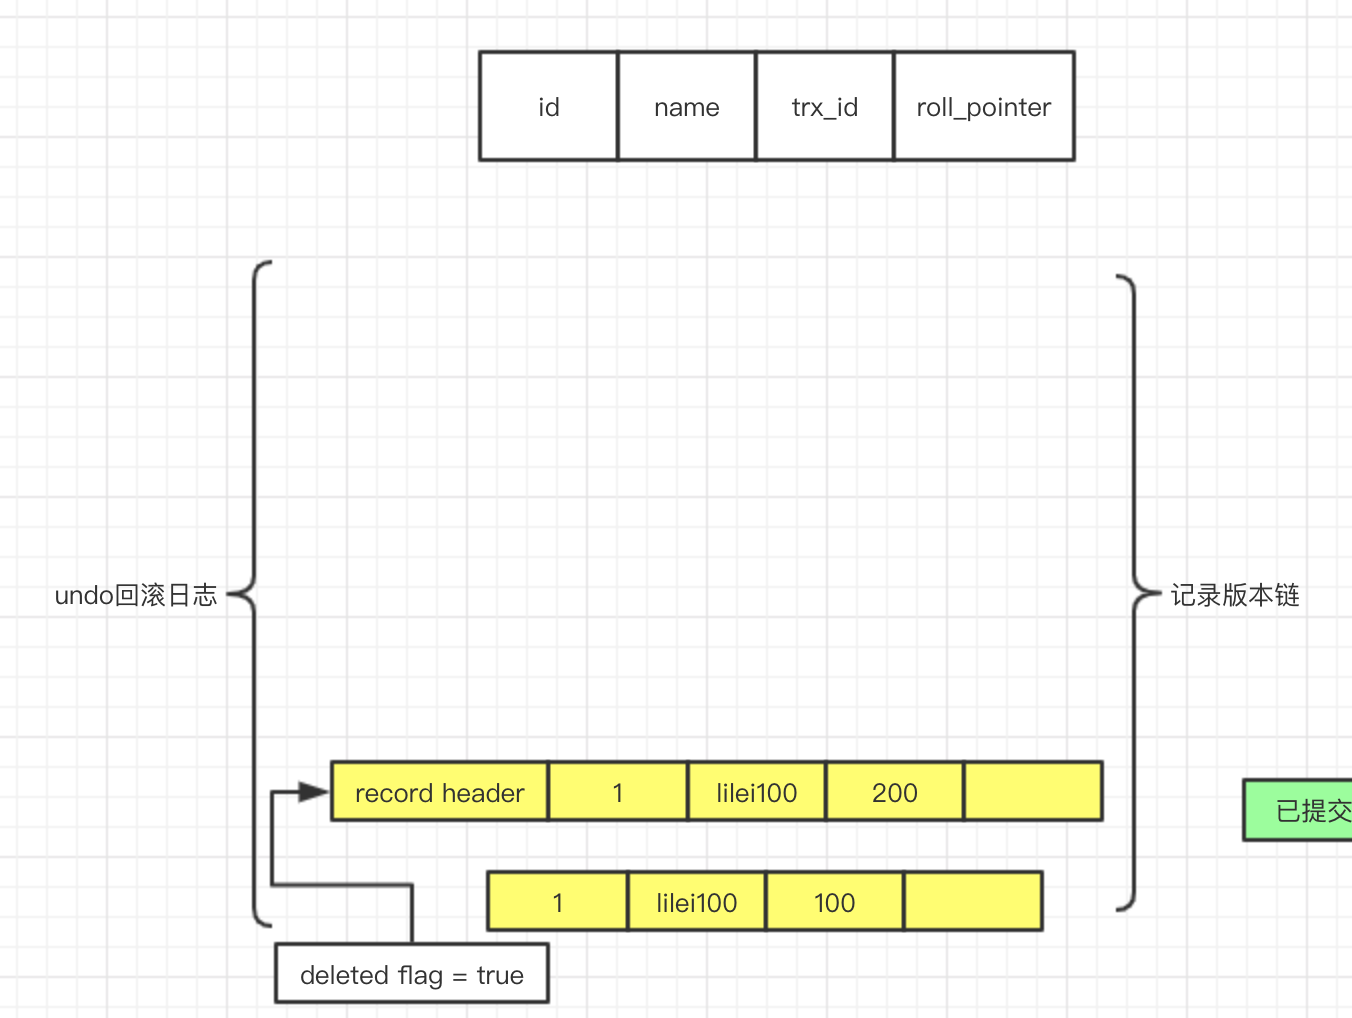 id name trx_id roll_pointer
undo回滚日志
记录版本链
record header 1 lilei100 200
已提交
1 lilei100 100
deleted flag = true